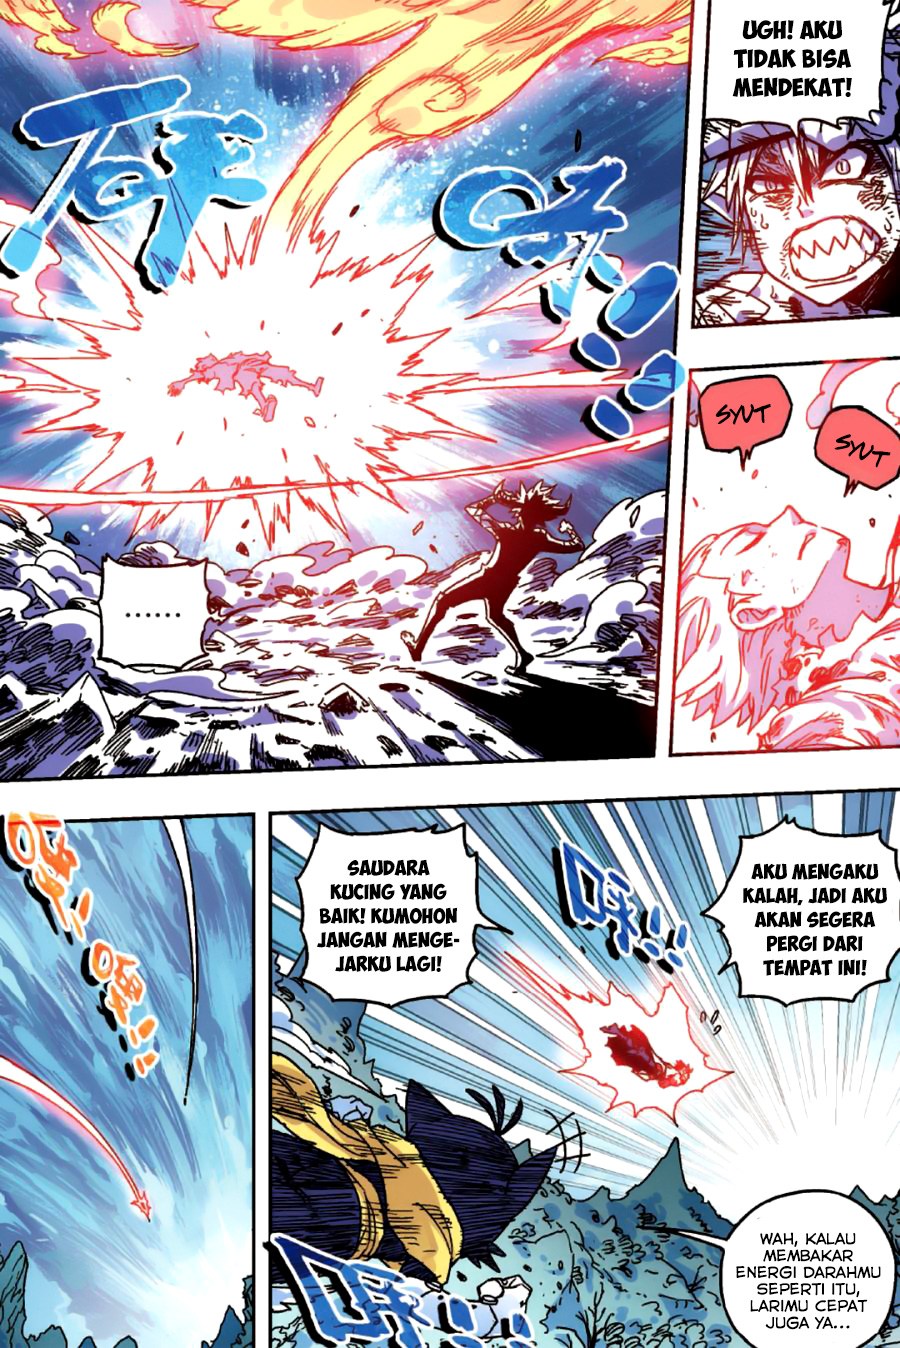 UGH! AKU
TIDAK BISA
MENDEKAT!
砰
咻!!
SYUT
SYUT
......
AKU MENGAKU
KALAH, JADI AKU
AKAN SEGERA
PERGI DARI
TEMPAT INI!
SAUDARA
KUCING YANG
BAIK! KUMOHON
JANGAN MENGE-
JARKU LAGI!
WAH, KALAU
MEMBAKAR
ENERGI DARAHMU
SEPERTI ITU,
LARIMU CEPAT
JUGA YA...